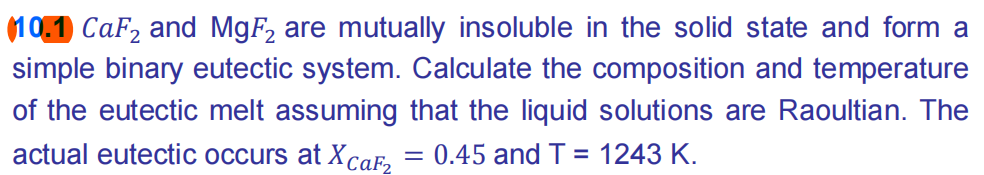 (10.1) CaF₂ and MgF₂ are mutually insoluble in the solid state and form a
simple binary eutectic system. Calculate the composition and temperature
of the eutectic melt assuming that the liquid solutions are Raoultian. The
actual eutectic occurs at X_{CaF₂} = 0.45 and T = 1243 K.